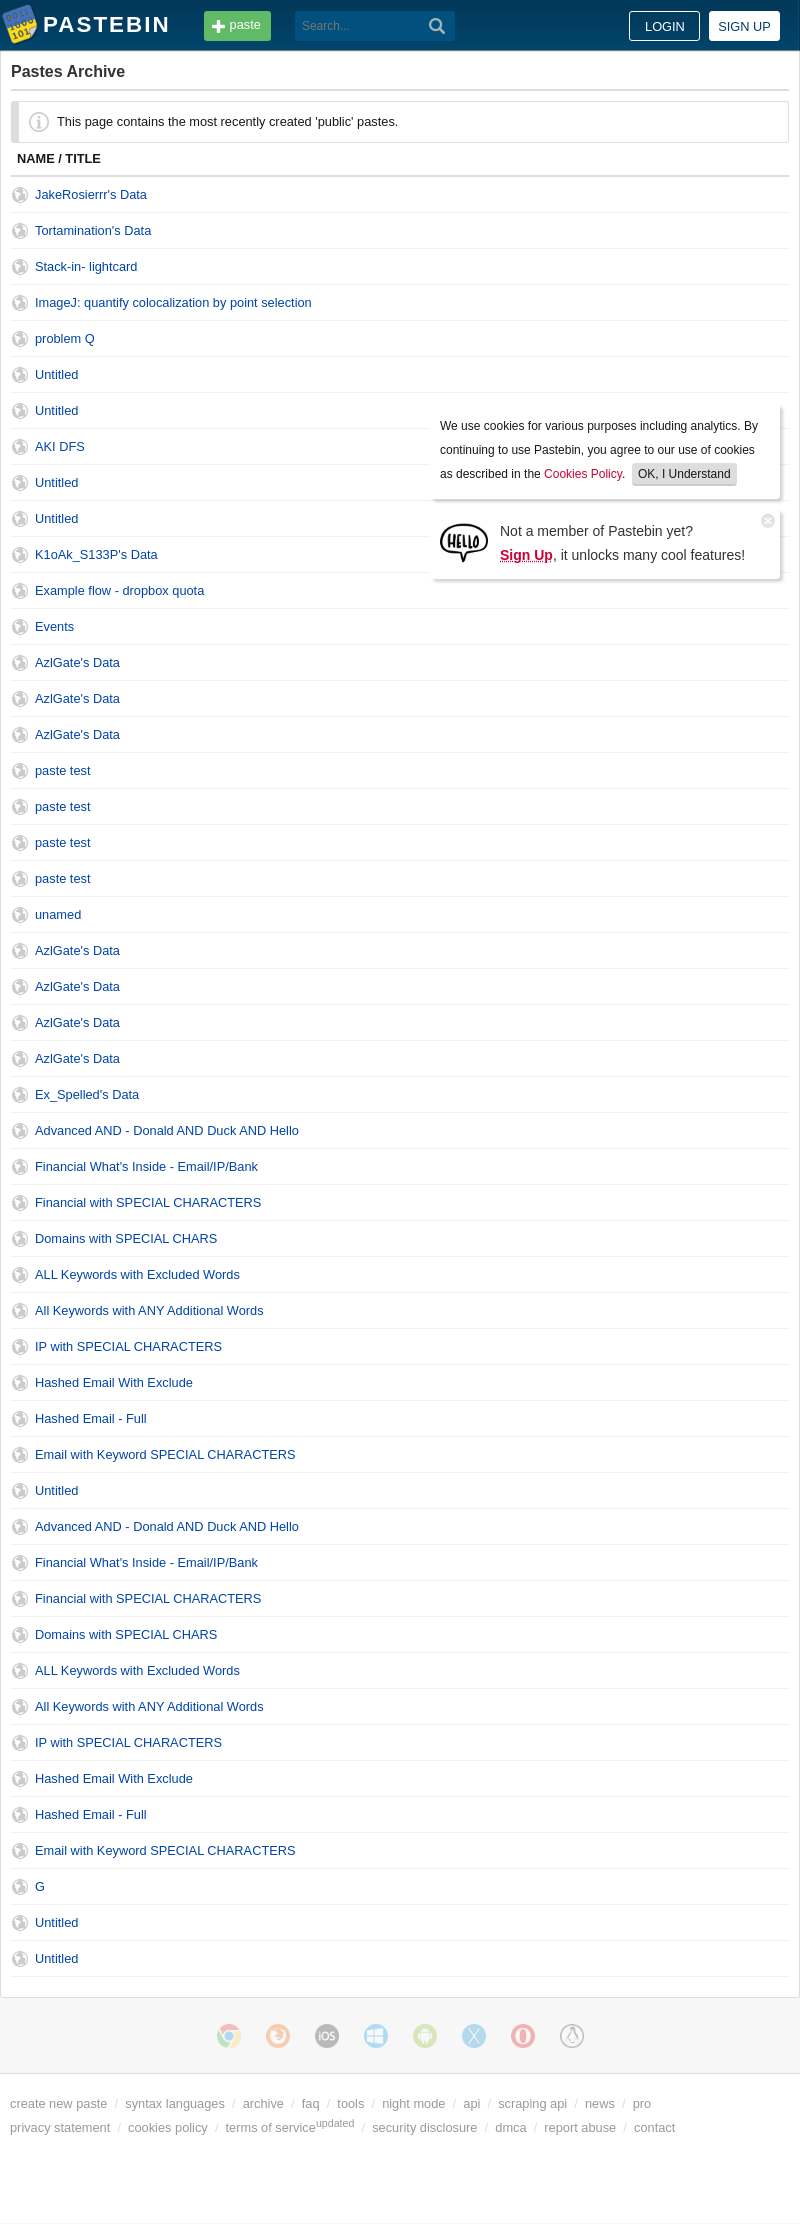 PASTEBIN paste Search... LOGIN SIGN UP
Pastes Archive
This page contains the most recently created 'public' pastes.
NAME / TITLE
JakeRosierrr's Data
Tortamination's Data
Stack-in- lightcard
ImageJ: quantify colocalization by point selection
problem Q
Untitled
Untitled
AKI DFS
Untitled
Untitled
K1oAk_S133P's Data
Example flow - dropbox quota
We use cookies for various purposes including analytics. By
continuing to use Pastebin, you agree to our use of cookies
as described in the Cookies Policy. OK, I Understand
HELLO
Not a member of Pastebin yet?
Sign Up, it unlocks many cool features!
Events
AzlGate's Data
AzlGate's Data
AzlGate's Data
paste test
paste test
paste test
paste test
unamed
AzlGate's Data
AzlGate's Data
AzlGate's Data
AzlGate's Data
Ex_Spelled's Data
Advanced AND - Donald AND Duck AND Hello
Financial What's Inside - Email/IP/Bank
Financial with SPECIAL CHARACTERS
Domains with SPECIAL CHARS
ALL Keywords with Excluded Words
All Keywords with ANY Additional Words
IP with SPECIAL CHARACTERS
Hashed Email With Exclude
Hashed Email - Full
Email with Keyword SPECIAL CHARACTERS
Untitled
Advanced AND - Donald AND Duck AND Hello
Financial What's Inside - Email/IP/Bank
Financial with SPECIAL CHARACTERS
Domains with SPECIAL CHARS
ALL Keywords with Excluded Words
All Keywords with ANY Additional Words
IP with SPECIAL CHARACTERS
Hashed Email With Exclude
Hashed Email - Full
Email with Keyword SPECIAL CHARACTERS
G
Untitled
Untitled
iOS
create new paste / syntax languages / archive / faq / tools / night mode / api / scraping api / news / pro
privacy statement / cookies policy / terms of serviceupdated / security disclosure / dmca / report abuse / contact